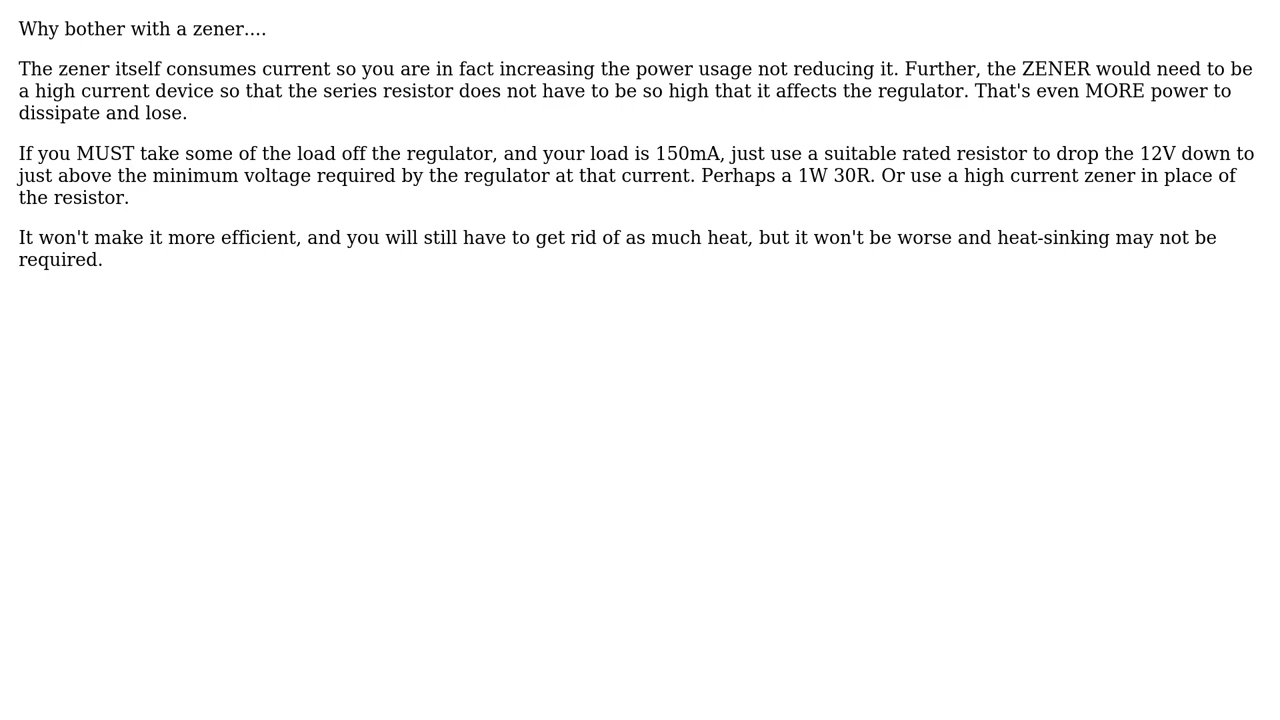 Why bother with a zener....
The zener itself consumes current so you are in fact increasing the power usage not reducing it. Further, the ZENER would need to be
a high current device so that the series resistor does not have to be so high that it affects the regulator. That's even MORE power to
dissipate and lose.
If you MUST take some of the load off the regulator, and your load is 150mA, just use a suitable rated resistor to drop the 12V down to
just above the minimum voltage required by the regulator at that current. Perhaps a 1W 30R. Or use a high current zener in place of
the resistor.
It won't make it more efficient, and you will still have to get rid of as much heat, but it won't be worse and heat-sinking may not be
required.